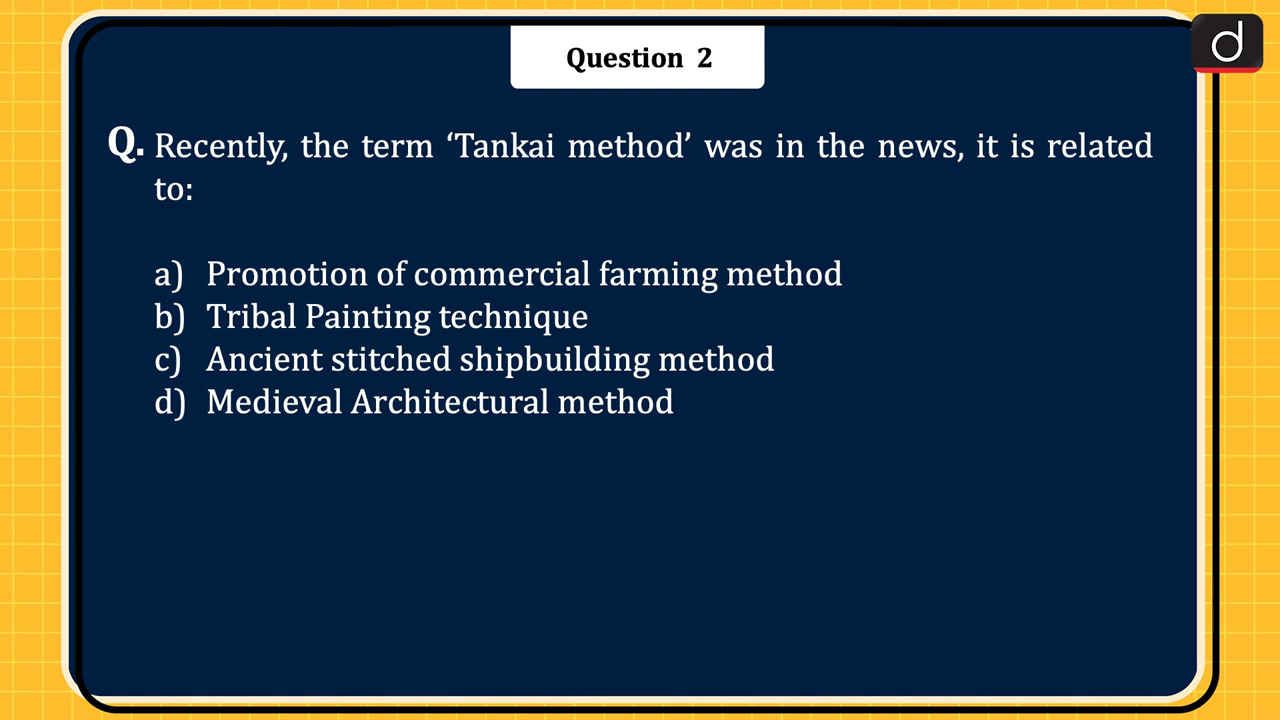 d
Question 2
Q. Recently, the term ‘Tankai method’ was in the news, it is related
to:
a) Promotion of commercial farming method
b) Tribal Painting technique
c) Ancient stitched shipbuilding method
d) Medieval Architectural method